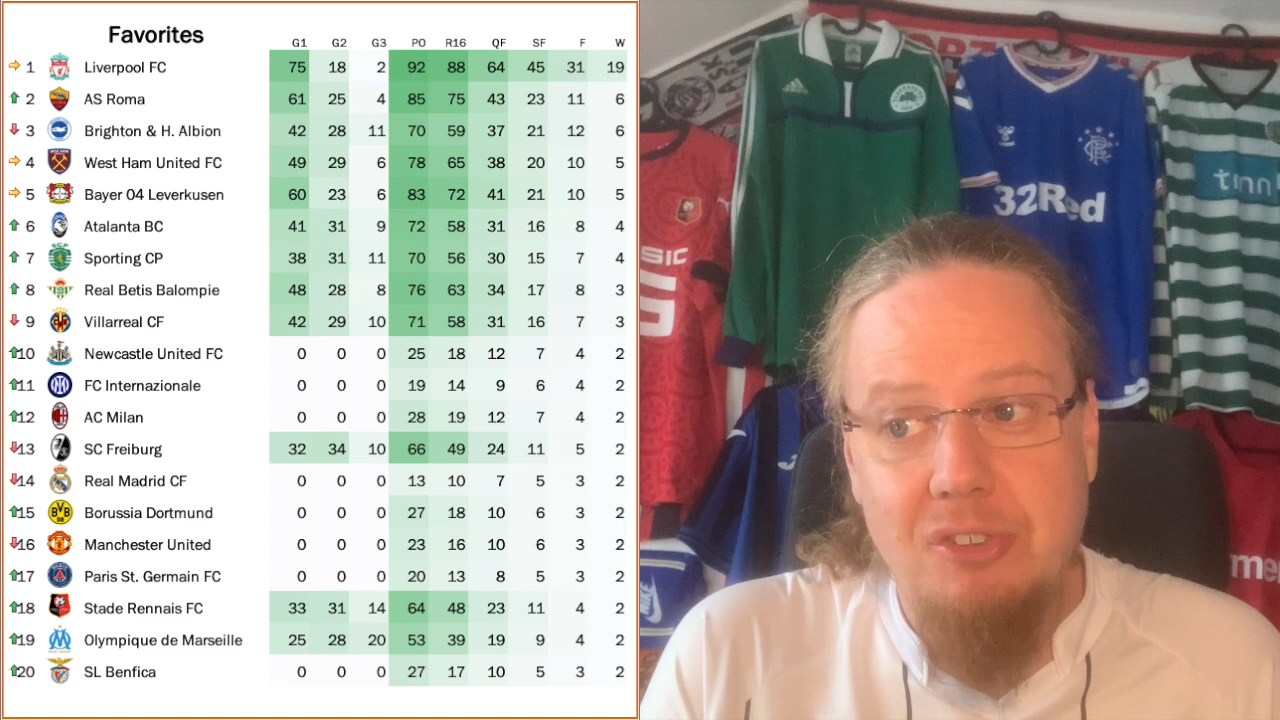 Favorites
G1 G2 G3 PO R16 QF SF F W
1 Liverpool FC 75 18 2 92 88 64 45 31 19
2 AS Roma 61 25 4 85 75 43 23 11 6
3 Brighton & H. Albion 42 28 11 70 59 37 21 12 6
4 West Ham United FC 49 29 6 78 65 38 20 10 5
5 Bayer 04 Leverkusen 60 23 6 83 72 41 21 10 5
6 Atalanta BC 41 31 9 72 58 31 16 8 4
7 Sporting CP 38 31 11 70 56 30 15 7 4
8 Real Betis Balompie 48 28 8 76 63 34 17 8 3
9 Villarreal CF 42 29 10 71 58 31 16 7 3
10 Newcastle United FC 0 0 0 25 18 12 7 4 2
11 FC Internazionale 0 0 0 19 14 9 6 4 2
12 AC Milan 0 0 0 28 19 12 7 4 2
13 SC Freiburg 32 34 10 66 49 24 11 5 2
14 Real Madrid CF 0 0 0 13 10 7 5 3 2
15 Borussia Dortmund 0 0 0 27 18 10 6 3 2
16 Manchester United 0 0 0 23 16 10 6 3 2
17 Paris St. Germain FC 0 0 0 20 13 8 5 3 2
18 Stade Rennais FC 33 31 14 64 48 23 11 4 2
19 Olympique de Marseille 25 28 20 53 39 19 9 4 2
20 SL Benfica 0 0 0 27 17 10 5 3 2
adidas
32Red
NIKE